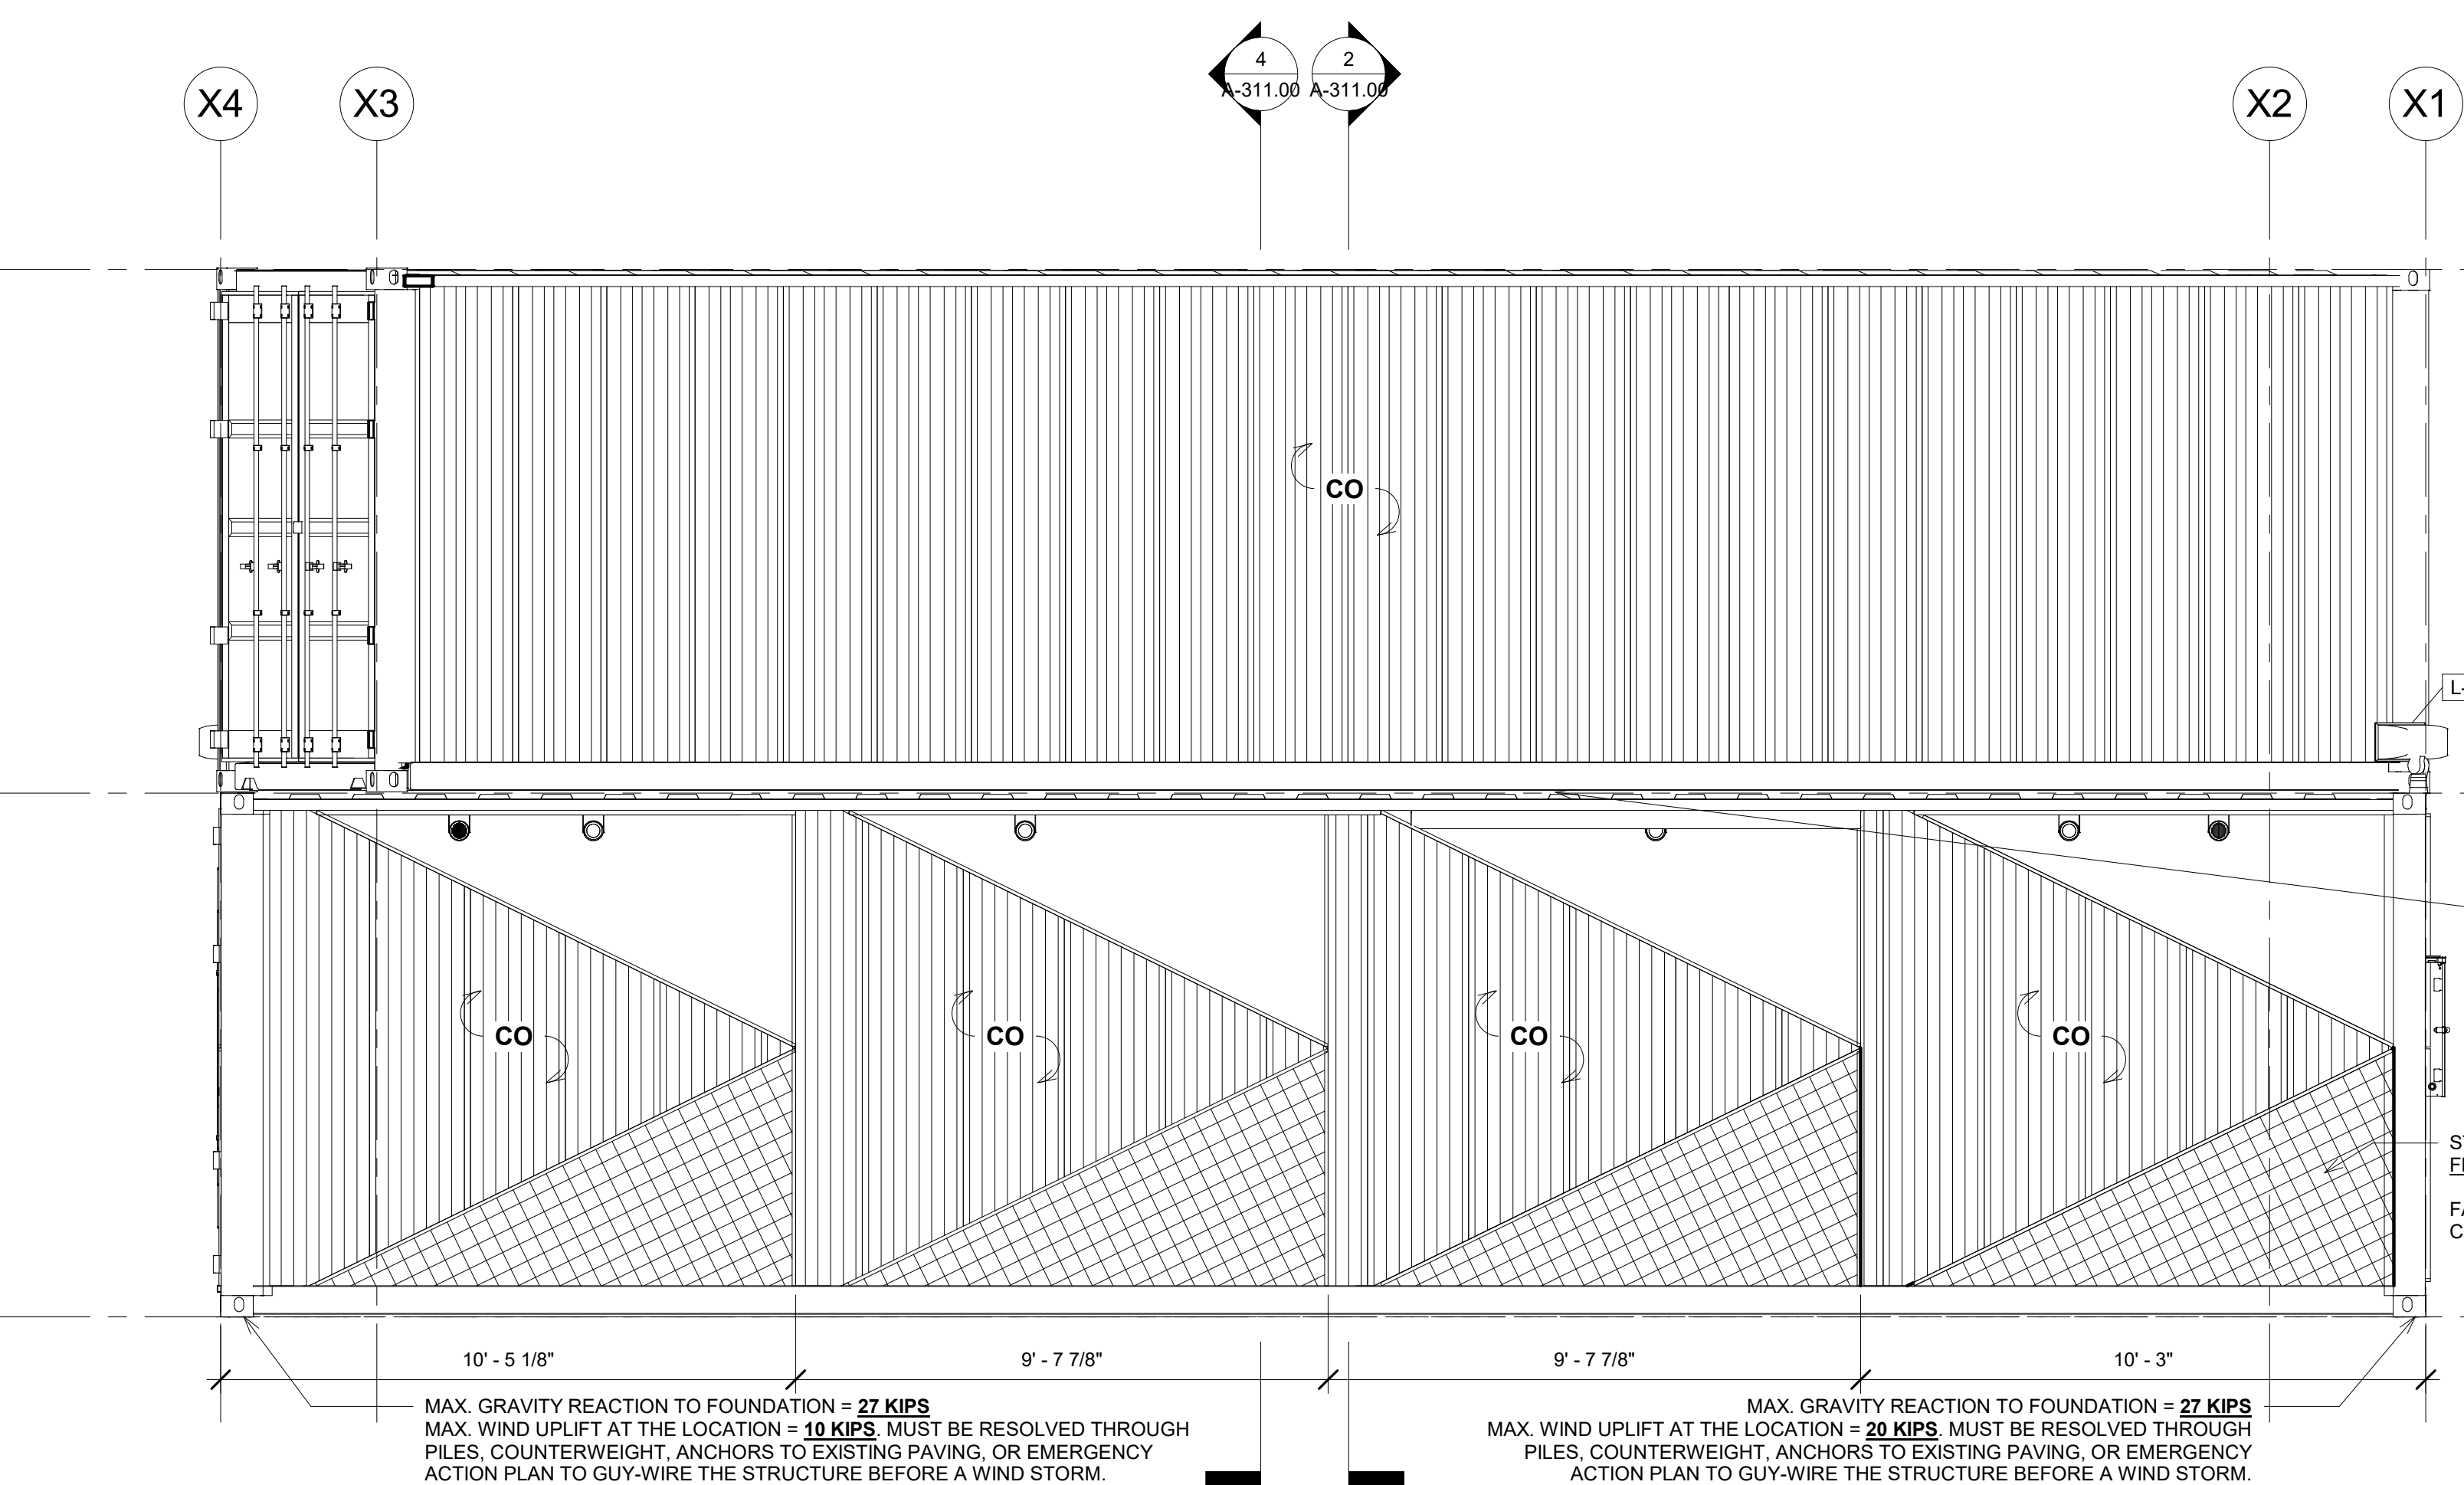 4 2
A-311.00 A-311.00
X4 X3 X2 X1
CO
L-
CO CO CO CO
10' - 5 1/8" 9' - 7 7/8" 9' - 7 7/8" 10' - 3"
MAX. GRAVITY REACTION TO FOUNDATION = 27 KIPS
MAX. WIND UPLIFT AT THE LOCATION = 10 KIPS. MUST BE RESOLVED THROUGH
PILES, COUNTERWEIGHT, ANCHORS TO EXISTING PAVING, OR EMERGENCY
ACTION PLAN TO GUY-WIRE THE STRUCTURE BEFORE A WIND STORM.
MAX. GRAVITY REACTION TO FOUNDATION = 27 KIPS
MAX. WIND UPLIFT AT THE LOCATION = 20 KIPS. MUST BE RESOLVED THROUGH
PILES, COUNTERWEIGHT, ANCHORS TO EXISTING PAVING, OR EMERGENCY
ACTION PLAN TO GUY-WIRE THE STRUCTURE BEFORE A WIND STORM.